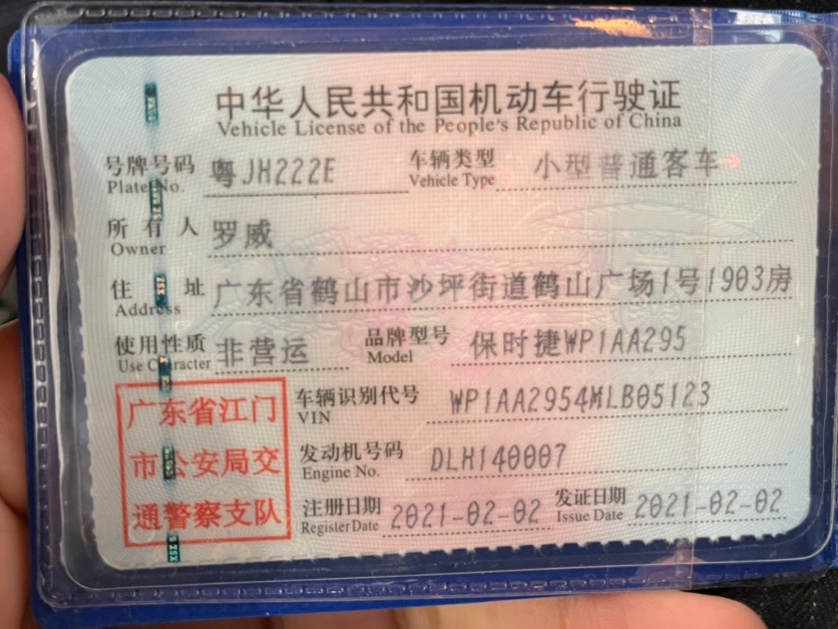 中华人民共和国机动车行驶证
Vehicle License of the People's Republic of China
号牌号码 粤JH222E 车辆类型 小型普通客车
Plate No. Vehicle Type
所有人 罗威
Owner
住址 广东省鹤山市沙坪街道鹤山广场1号1903房
Address
使用性质 非营运 品牌型号 保时捷WP1AA295
Use Character Model
广东省江门 车辆识别代号 WP1AA2954MLB05123
VIN
市公安局交 发动机号码 DLH140007
Engine No.
通警察支队 注册日期 2021-02-02 发证日期 2021-02-02
Register Date Issue Date